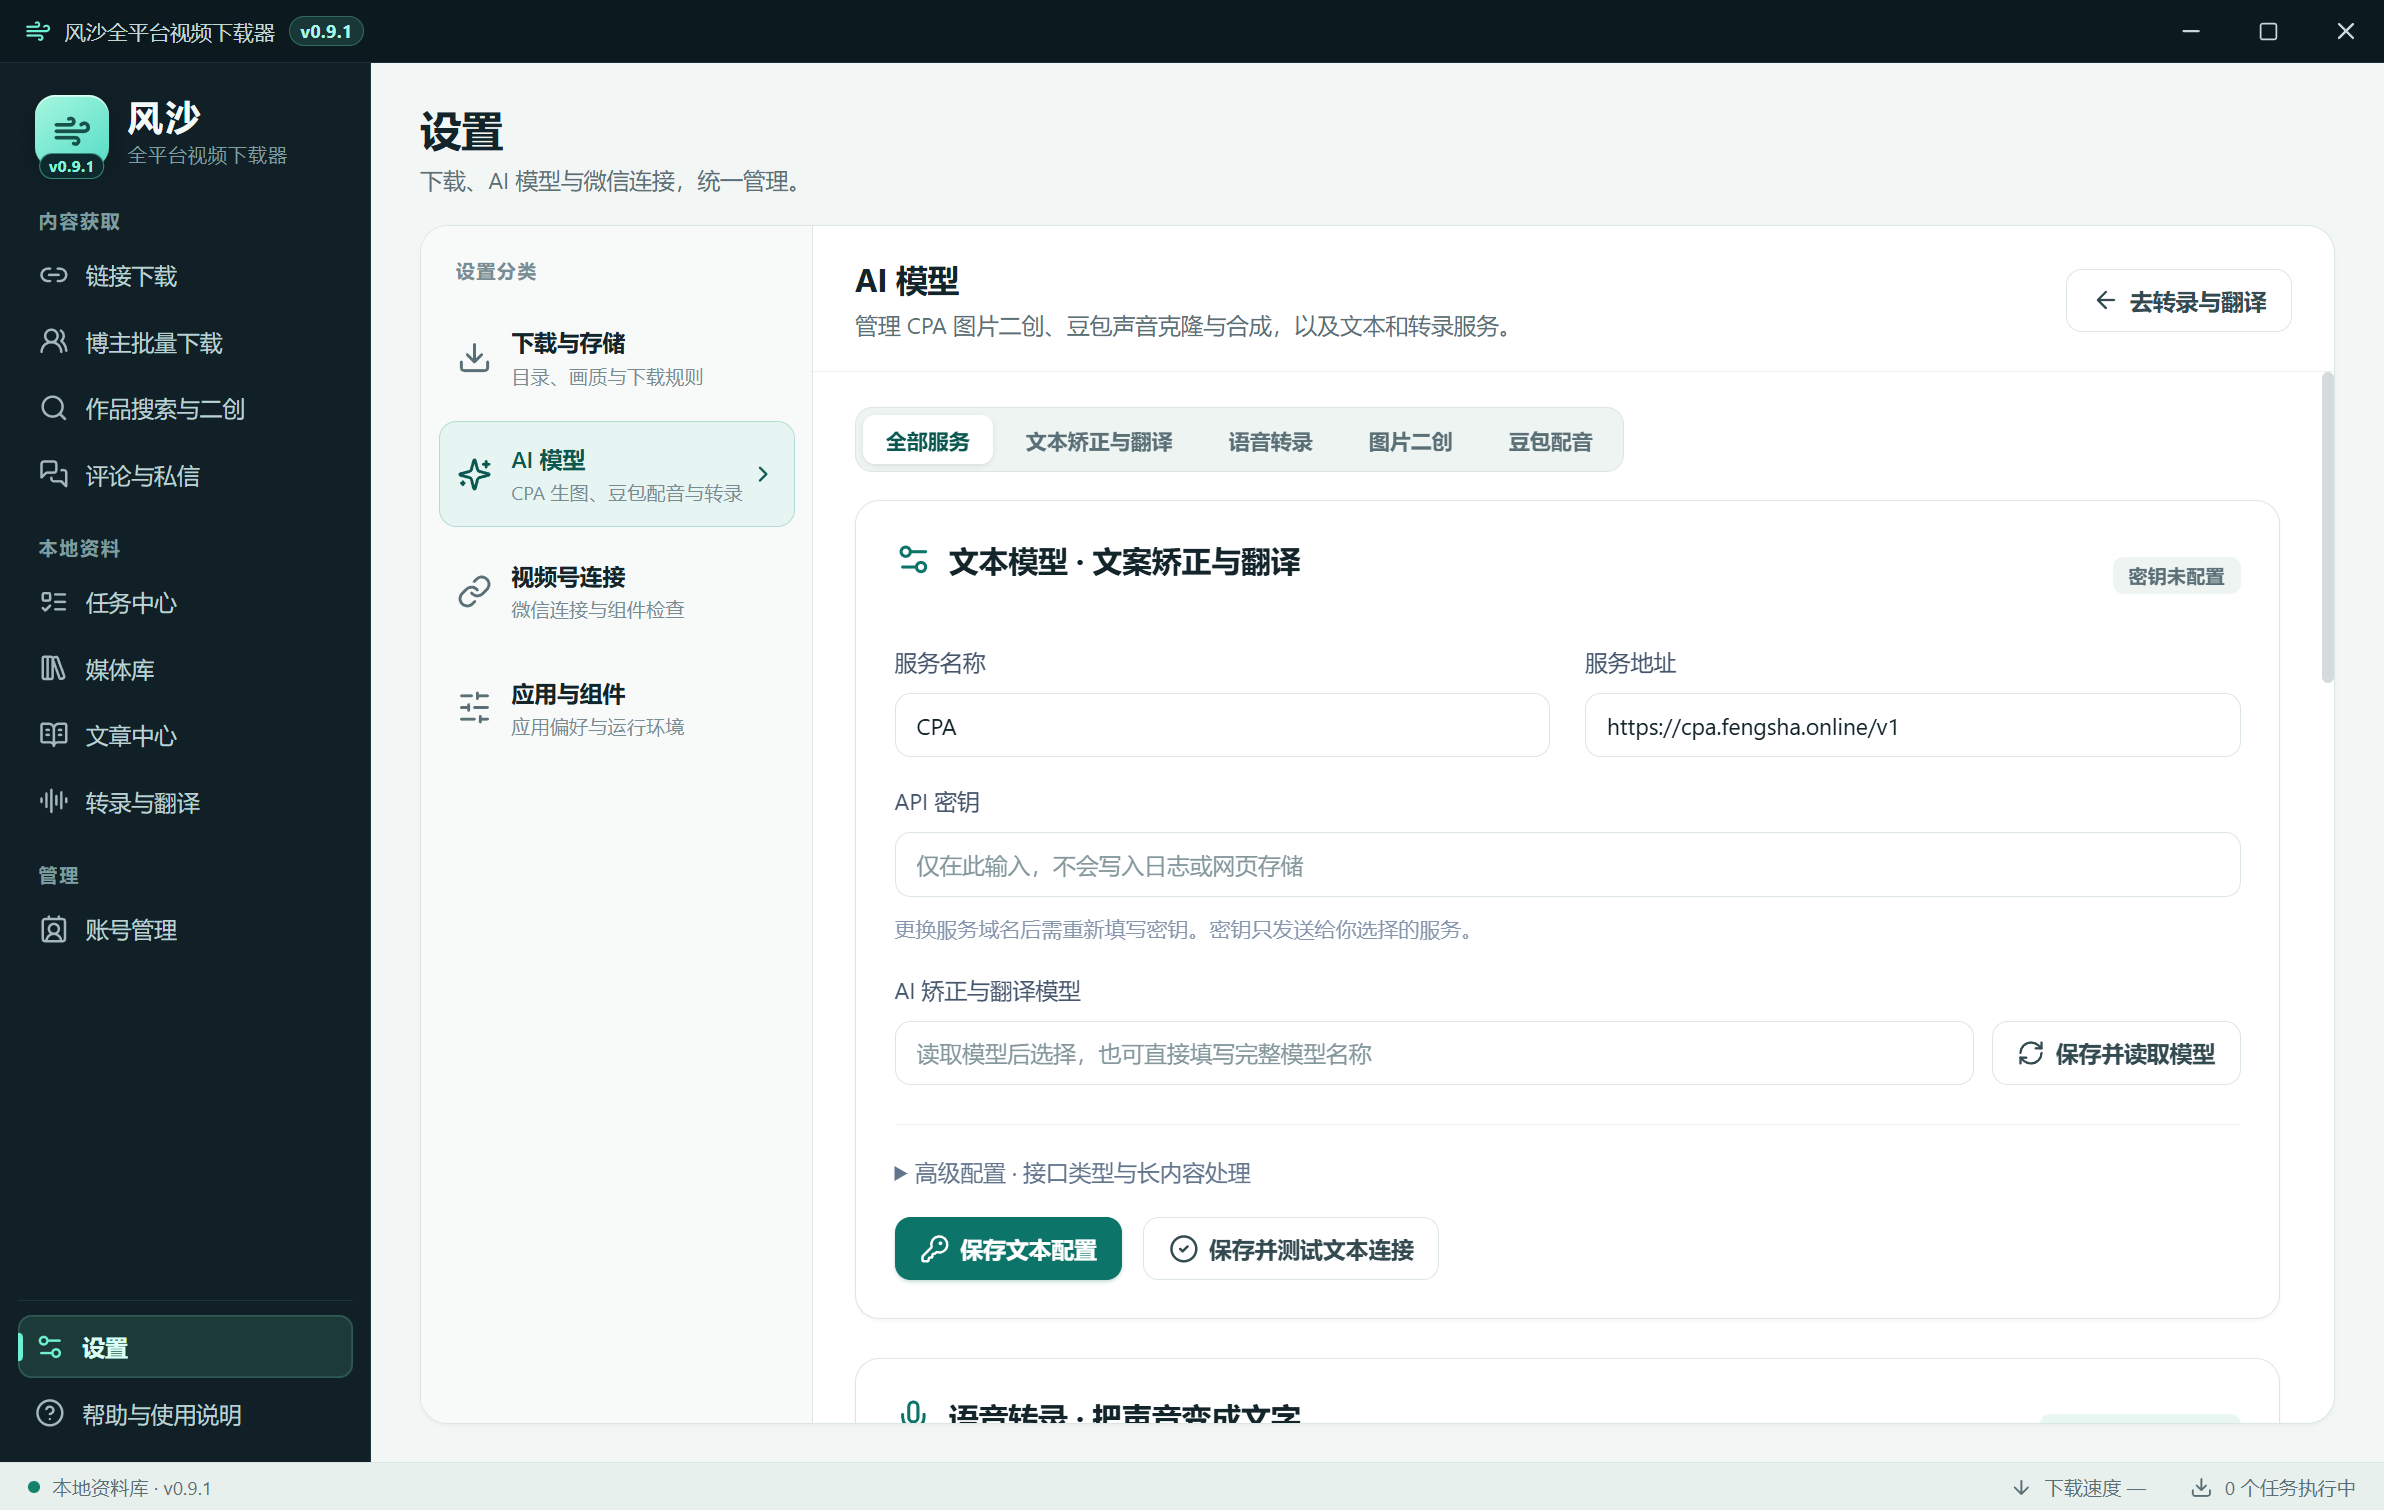 风沙全平台视频下载器 v0.9.1
风沙
全平台视频下载器
v0.9.1
内容获取
链接下载
博主批量下载
作品搜索与二创
评论与私信
本地资料
任务中心
媒体库
文章中心
转录与翻译
管理
账号管理
设置
帮助与使用说明
设置
下载、AI 模型与微信连接，统一管理。
设置分类
下载与存储
目录、画质与下载规则
AI 模型
CPA 生图、豆包配音与转录
视频号连接
微信连接与组件检查
应用与组件
应用偏好与运行环境
AI 模型
管理 CPA 图片二创、豆包声音克隆与合成，以及文本和转录服务。
去转录与翻译
全部服务 文本矫正与翻译 语音转录 图片二创 豆包配音
文本模型 · 文案矫正与翻译
密钥未配置
服务名称 服务地址
CPA https://cpa.fengsha.online/v1
API 密钥
仅在此输入，不会写入日志或网页存储
更换服务域名后需重新填写密钥。密钥只发送给你选择的服务。
AI 矫正与翻译模型
读取模型后选择，也可直接填写完整模型名称 保存并读取模型
高级配置 · 接口类型与长内容处理
保存文本配置 保存并测试文本连接
语音转录 · 把声音变成文字
本地资料库 · v0.9.1 下载速度 — 0 个任务执行中